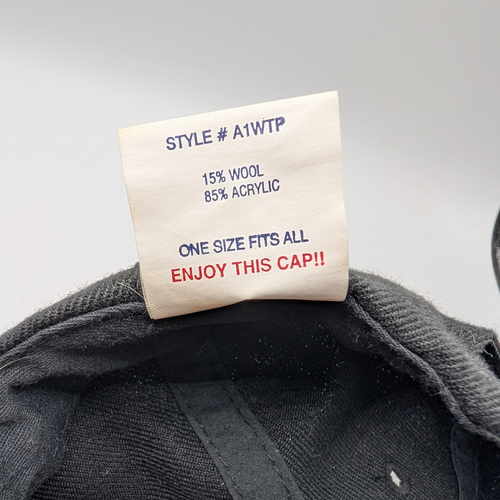 STYLE # A1WTP
15% WOOL
85% ACRYLIC
ONE SIZE FITS ALL
ENJOY THIS CAP!!